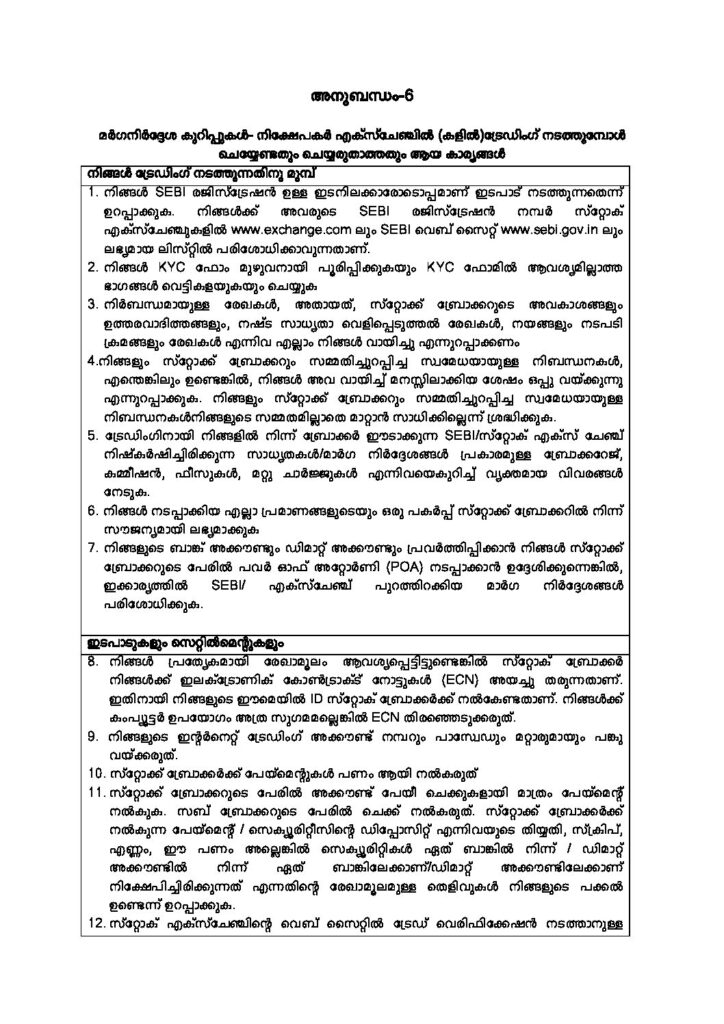 അനുബന്ധം-6
മർഗനിർദ്ദേശ കുറിപ്പുകൾ- നിക്ഷേപകർ എക്സ്ചേഞ്ചിൽ (കളിൽ)ട്രേഡിംഗ് നടത്തുമ്പോൾ
ചെയ്യേണ്ടതും ചെയ്യരുതാത്തതും ആയ കാര്യങ്ങൾ
നിങ്ങൾ ട്രേഡിംഗ് നടത്തുന്നതിനു മുമ്പ്
1. നിങ്ങൾ SEBI രജിസ്ട്രേഷൻ ഉള്ള ഇടനിലക്കാരോടൊപ്പമാണ് ഇടപാട് നടത്തുന്നതെന്ന്
ഉറപ്പാക്കുക. നിങ്ങൾക്ക് അവരുടെ SEBI രജിസ്ട്രേഷൻ നമ്പർ സ്റ്റോക്
എക്സ്ചേഞ്ചുകളിൽ www.exchange.com ലും SEBI വെബ് സൈറ്റ് www.sebi.gov.in ലും
ലഭ്യമായ ലിസ്റ്റിൽ പരിശോധിക്കാവുന്നതാണ്.
2. നിങ്ങൾ KYC ഫോം മുഴുവനായി പൂരിപ്പിക്കുകയും KYC ഫോമിൽ ആവശ്യമില്ലാത്ത
ഭാഗങ്ങൾ വെട്ടികളയുകയും ചെയ്യുക
3. നിർബന്ധമായുള്ള രേഖകൾ, അതായത്, സ്റ്റോക്ക് ബ്രോക്കറുടെ അവകാശങ്ങളും
ഉത്തരവാദിത്തങ്ങളും, നഷ്ട സാധ്യതാ വെളിപ്പെടുത്തൽ രേഖകൾ, നയങ്ങളും നടപടി
ക്രമങ്ങളും രേഖകൾ എന്നിവ എല്ലാം നിങ്ങൾ വായിച്ചു എന്നുറപ്പാക്കണം
4.നിങ്ങളും സ്റ്റോക്ക് ബ്രോക്കറും സമ്മതിച്ചുറപ്പിച്ച സ്വമേധയായുള്ള നിബന്ധനകൾ,
എന്തെങ്കിലും ഉണ്ടെങ്കിൽ, നിങ്ങൾ അവ വായിച്ച് മനസ്സിലാക്കിയ ശേഷം ഒപ്പു വയ്ക്കുന്നു
എന്നുറപ്പാക്കുക. നിങ്ങളും സ്റ്റോക്ക് ബ്രോക്കറും സമ്മതിച്ചുറപ്പിച്ച സ്വമേധയായുള്ള
നിബന്ധനകൾനിങ്ങളുടെ സമ്മതമില്ലാതെ മാറ്റാൻ സാധിക്കില്ലെന്ന് ശ്രദ്ധിക്കുക.
5. ട്രേഡിംഗിനായി നിങ്ങളിൽ നിന്ന് ബ്രോക്കർ ഈടാക്കുന്ന SEBI/സ്റ്റോക് എക്സ് ചേഞ്ച്
നിഷ്കർഷിച്ചിരിക്കുന്ന സാധ്യതകൾ/മാർഗ നിർദ്ദേശങ്ങൾ പ്രകാരമുള്ള ബ്രോക്കറേജ്,
കമ്മീഷൻ, ഫീസുകൾ, മറ്റു ചാർജ്ജുകൾ എന്നിവയെകുറിച്ച് വ്യക്തമായ വിവരങ്ങൾ
നേടുക.
6. നിങ്ങൾ നടപ്പാക്കിയ എല്ലാ പ്രമാണങ്ങളുടെയും ഒരു പകർപ്പ് സ്റ്റോക്ക് ബ്രോക്കറിൽ നിന്ന്
സൗജന്യമായി ലഭ്യമാക്കുക
7. നിങ്ങളുടെ ബാങ്ക് അക്കൗണ്ടും ഡിമാറ്റ് അക്കൗണ്ടും പ്രവർത്തിപ്പിക്കാൻ നിങ്ങൾ സ്റ്റോക്ക്
ബ്രോക്കറുടെ പേരിൽ പവർ ഓഫ് അറ്റോർണി (POA) നടപ്പാക്കാൻ ഉദ്ദേശിക്കുന്നെങ്കിൽ,
ഇക്കാര്യത്തിൽ SEBI/ എക്സ്ചേഞ്ച് പുറത്തിറക്കിയ മാർഗ നിർദ്ദേശങ്ങൾ
പരിശോധിക്കുക.
ഇടപാടുകളും സെറ്റിൽമെന്റുകളും
8. നിങ്ങൾ പ്രത്യേകമായി രേഖാമൂലം ആവശ്യപ്പെട്ടിട്ടുണ്ടെങ്കിൽ സ്റ്റോക് ബ്രോക്കർ
നിങ്ങൾക്ക് ഇലക്ട്രോണിക് കോൺട്രാക്ട് നോട്ടുകൾ (ECN) അയച്ചു തരുന്നതാണ്.
ഇതിനായി നിങ്ങളുടെ ഈമെയിൽ ID സ്റ്റോക് ബ്രോക്കർക്ക് നൽകേണ്ടതാണ്. നിങ്ങൾക്ക്
കംപ്യൂട്ടർ ഉപയോഗം അത്ര സുഗമമല്ലെങ്കിൽ ECN തിരഞ്ഞെടുക്കരുത്.
9. നിങ്ങളുടെ ഇന്റർനെറ്റ് ട്രേഡിംഗ് അക്കൗണ്ട് നമ്പറും പാസ്വേഡും മറ്റാരുമായും പങ്കു
വയ്ക്കരുത്.
10. സ്റ്റോക്ക് ബ്രോക്കർക്ക് പേയ്മെന്റുകൾ പണം ആയി നൽകരുത്
11. സ്റ്റോക്ക് ബ്രോക്കറുടെ പേരിൽ അക്കൗണ്ട് പേയീ ചെക്കുകളായി മാത്രം പേയ്മെന്റ്
നൽകുക. സബ് ബ്രോക്കറുടെ പേരിൽ ചെക്ക് നൽകരുത്. സ്റ്റോക്ക് ബ്രോക്കർക്ക്
നൽകുന്ന പേയ്മെന്റ് / സെക്യൂരിറ്റീസിന്റെ ഡിപ്പോസിറ്റ് എന്നിവയുടെ തിയ്യതി, സ്ക്രിപ്,
എണ്ണം, ഈ പണം അല്ലെങ്കിൽ സെക്യൂരിറ്റികൾ ഏത് ബാങ്കിൽ നിന്ന് / ഡിമാറ്റ്
അക്കൗണ്ടിൽ നിന്ന് ഏത് ബാങ്കിലേക്കാണ്/ഡിമാറ്റ് അക്കൗണ്ടിലേക്കാണ്
നിക്ഷേപിച്ചിരിക്കുന്നത് എന്നതിന്റെ രേഖാമൂലമുള്ള തെളിവുകൾ നിങ്ങളുടെ പക്കൽ
ഉണ്ടെന്ന് ഉറപ്പാക്കുക.
12. സ്റ്റോക് എക്സ്ചേഞ്ചിന്റെ വെബ് സൈറ്റിൽ ട്രേഡ് വെരിഫിക്കേഷൻ നടത്താനുള്ള